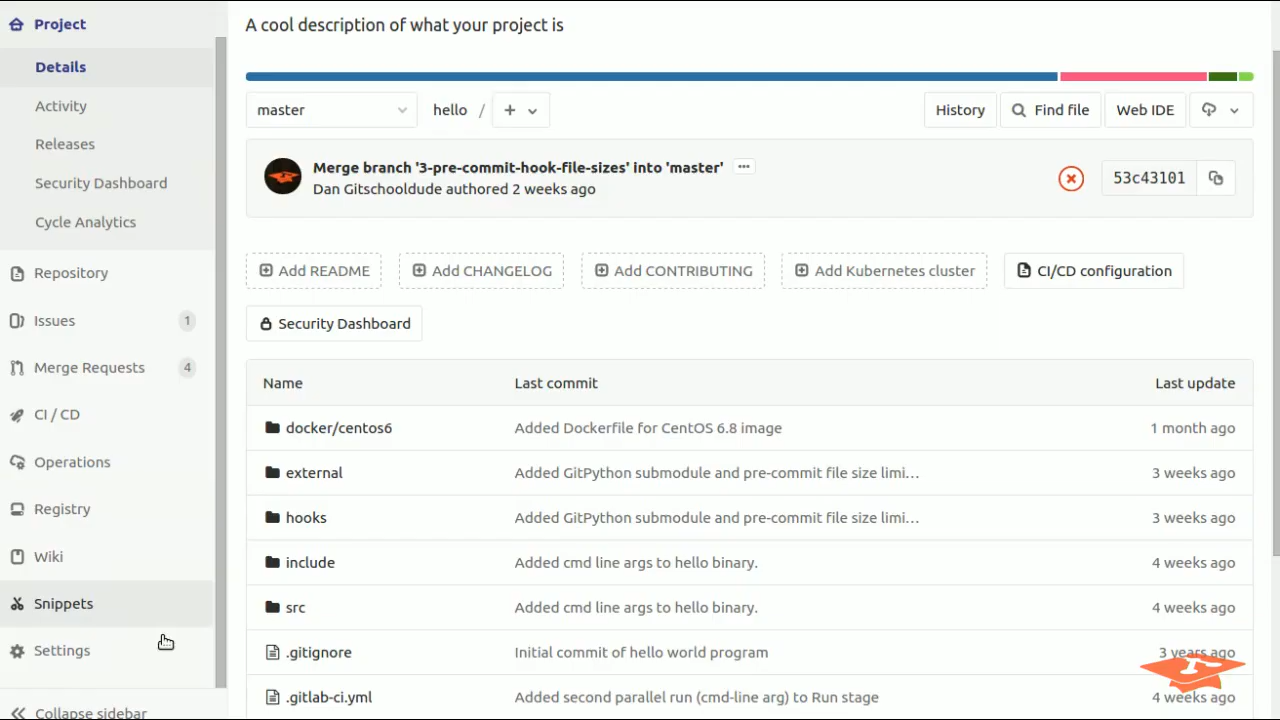 Project
Details
Activity
Releases
Security Dashboard
Cycle Analytics
Repository
Issues 1
Merge Requests 4
CI / CD
Operations
Registry
Wiki
Snippets
Settings
Collapse sidebar
A cool description of what your project is
master hello / +
History Find file Web IDE
Merge branch '3-pre-commit-hook-file-sizes' into 'master' ...
Dan Gitschooldude authored 2 weeks ago
53c43101
Add README Add CHANGELOG Add CONTRIBUTING Add Kubernetes cluster CI/CD configuration
Security Dashboard
Name Last commit Last update
docker/centos6 Added Dockerfile for CentOS 6.8 image 1 month ago
external Added GitPython submodule and pre-commit file size limi... 3 weeks ago
hooks Added GitPython submodule and pre-commit file size limi... 3 weeks ago
include Added cmd line args to hello binary. 4 weeks ago
src Added cmd line args to hello binary. 4 weeks ago
.gitignore Initial commit of hello world program 3 years ago
.gitlab-ci.yml Added second parallel run (cmd-line arg) to Run stage 4 weeks ago